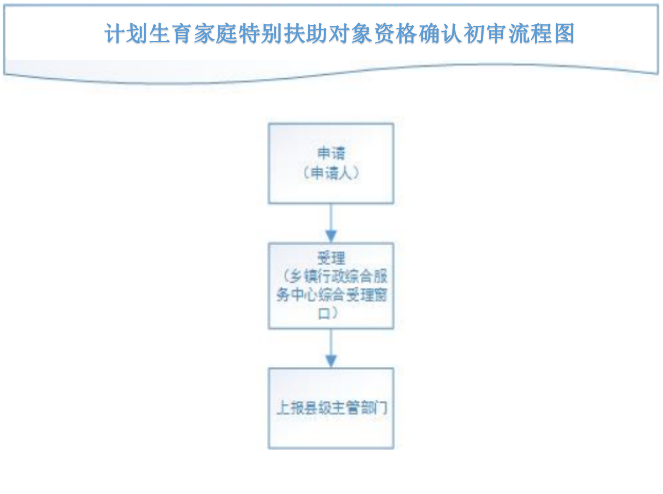 计划生育家庭特别扶助对象资格确认初审流程图
申请
（申请人）
受理
（乡镇行政综合服
务中心综合受理窗
口）
上报县级主管部门